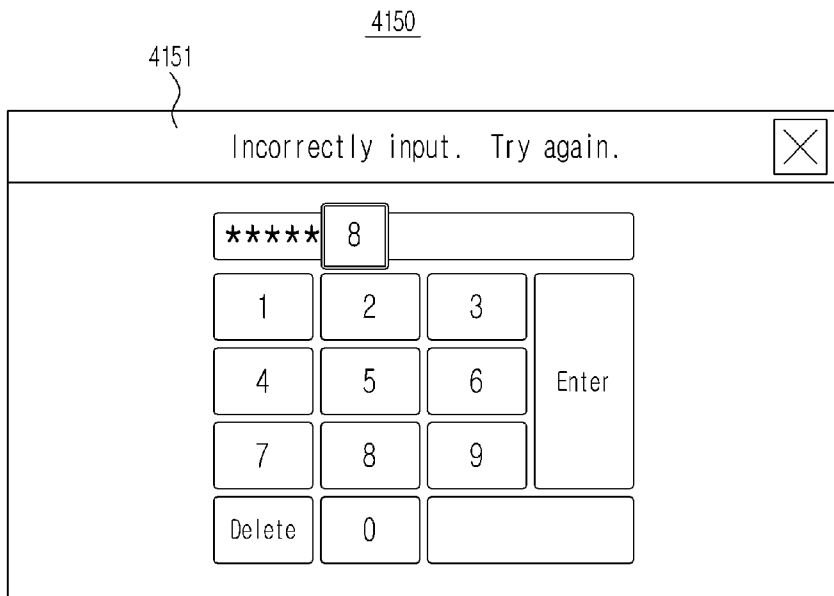 4150
4151
Incorrectly input. Try again.
***** 8
1 2 3
4 5 6 Enter
7 8 9
Delete 0